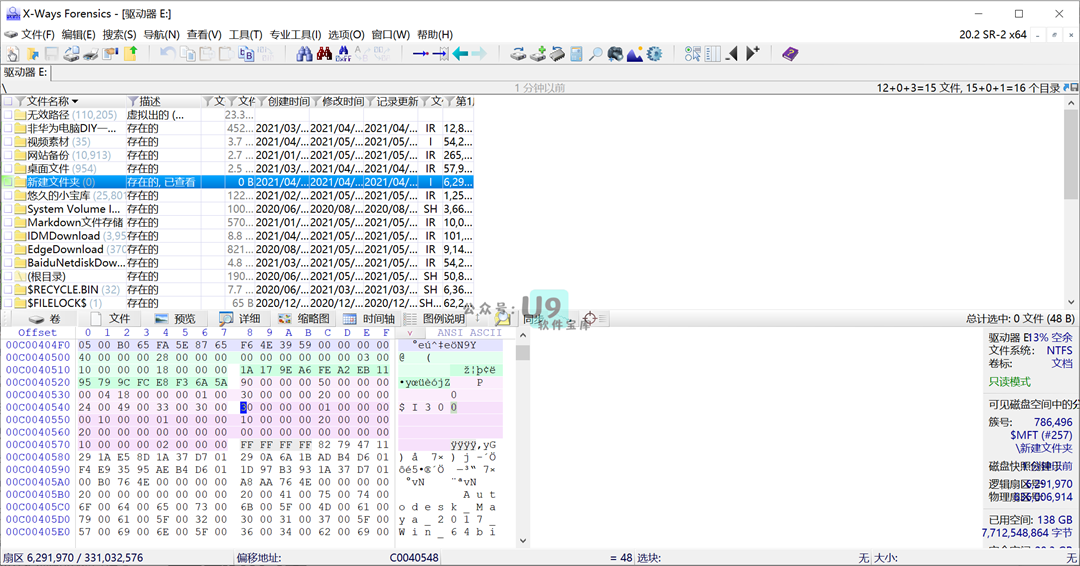 X-Ways Forensics - [驱动器 E:]
文件(F) 编辑(E) 搜索(S) 导航(N) 查看(V) 工具(T) 专业工具(I) 选项(O) 窗口(W) 帮助(H) 20.2 SR-2 x64
驱动器 E:
\ 1 分钟以前 12+0+3=15 文件, 15+0+1=16 个目录
文件名称 描述 文 文件 创建时间 修改时间 记录更新 文 第1
无效路径 (110,205) 虚拟出的 (... 23.3...
非华为电脑DIY一... 存在的 452... 2021/03/... 2021/04/... 2021/04/... IR 12,8...
视频素材 (35) 存在的 3.7 ... 2021/04/... 2021/05/... 2021/05/... I 54,2...
网站备份 (10,913) 存在的 2.7 ... 2021/01/... 2021/05/... 2021/05/... IR 265,...
桌面文件 (954) 存在的 2.5 ... 2021/03/... 2021/05/... 2021/05/... IR 57,9...
新建文件夹 (0) 存在的, 已查看 0 B 2021/04/... 2021/04/... 2021/04/... I 6,29...
悠久的小宝库 (25,801 存在的 122... 2021/02/... 2021/05/... 2021/05/... IR 1,25...
System Volume I... 存在的 100... 2020/06/... 2020/08/... 2020/08/... SH 3,66...
Markdown文件存储 存在的 570... 2021/01/... 2021/05/... 2021/05/... IR 10,0...
IDMDownload (3,95 存在的 8.8 ... 2021/04/... 2021/05/... 2021/05/... IR 101,...
EdgeDownload (370 存在的 821... 2020/08/... 2021/05/... 2021/05/... IR 9,14...
BaiduNetdiskDow... 存在的 4.8 ... 2021/03/... 2021/05/... 2021/05/... IR 54,2...
(根目录) 存在的 190... 2020/06/... 2021/05/... 2021/05/... SH 50,8...
$RECYCLE.BIN (32) 存在的 7.7 ... 2020/06/... 2021/03/... 2021/03/... SH 6,36...
$FILELOCK$ (1) 存在的 65 B 2020/12/... 2020/12/... 2020/12/... SH... 62,2...
公众号: U9 软件宝库
卷 文件 预览 详细 缩略图 时间轴 图例说明 同步 总计选中: 0 文件 (48 B)
Offset 0 1 2 3 4 5 6 7 8 9 A B C D E F ANSI ASCII
00C00404F0 05 00 B0 65 FA 5E 87 65 F6 4E 39 59 00 00 00 00 °eú^‡eöN9Y
00C0040500 40 00 00 00 28 00 00 00 00 00 00 00 00 00 03 00 @ (
00C0040510 10 00 00 00 18 00 00 00 1A 17 9E A6 FE A2 EB 11 ž¦þ¢ë
00C0040520 95 79 9C FC E8 F3 6A 5A 90 00 00 00 50 00 00 00 •yœüèójZ P
00C0040530 00 04 18 00 00 00 01 00 30 00 00 00 20 00 00 00 0
00C0040540 24 00 49 00 33 00 30 00 30 00 00 00 01 00 00 00 $ I 3 0 0
00C0040550 00 10 00 00 01 00 00 00 10 00 00 00 20 00 00 00
00C0040560 20 00 00 00 00 00 00 00 00 00 00 00 02 00 00 00
00C0040570 10 00 00 00 02 00 00 00 FF FF FF FF 82 79 47 11 ÿÿÿÿ‚yG
00C0040580 29 1A E5 8D 1A 37 D7 01 29 0A 6A 1B AD B4 D6 01 ) å 7× ) j -´Ö
00C0040590 F4 E9 35 95 AE B4 D6 01 1D 97 B3 93 1A 37 D7 01 ôé5•®´Ö —³“ 7×
00C00405A0 00 B0 76 4E 00 00 00 00 A8 AA 76 4E 00 00 00 00 °vN ¨ªvN
00C00405B0 20 00 00 00 00 00 00 00 20 00 41 00 75 00 74 00 A u t
00C00405C0 6F 00 64 00 65 00 73 00 6B 00 5F 00 4D 00 61 00 o d e s k _ M a
00C00405D0 79 00 61 00 5F 00 32 00 30 00 31 00 37 00 5F 00 y a _ 2 0 1 7 _
00C00405E0 57 00 69 00 6E 00 5F 00 36 00 34 00 62 00 69 00 W i n _ 6 4 b i
驱动器 E: 13% 空余
文件系统: NTFS
卷标: 文档
只读模式
可见磁盘空间中的分
簇号: 786,496
$MFT (#257)
\新建文件夹
磁盘快照 1 分钟以前
逻辑扇区号: 6,291,970
物理扇区号: 636,006,914
已用空间: 138 GB
7,712,548,864 字节
扇区 6,291,970 / 331,032,576 偏移地址: C0040548 = 48 选块: 无 大小: 无